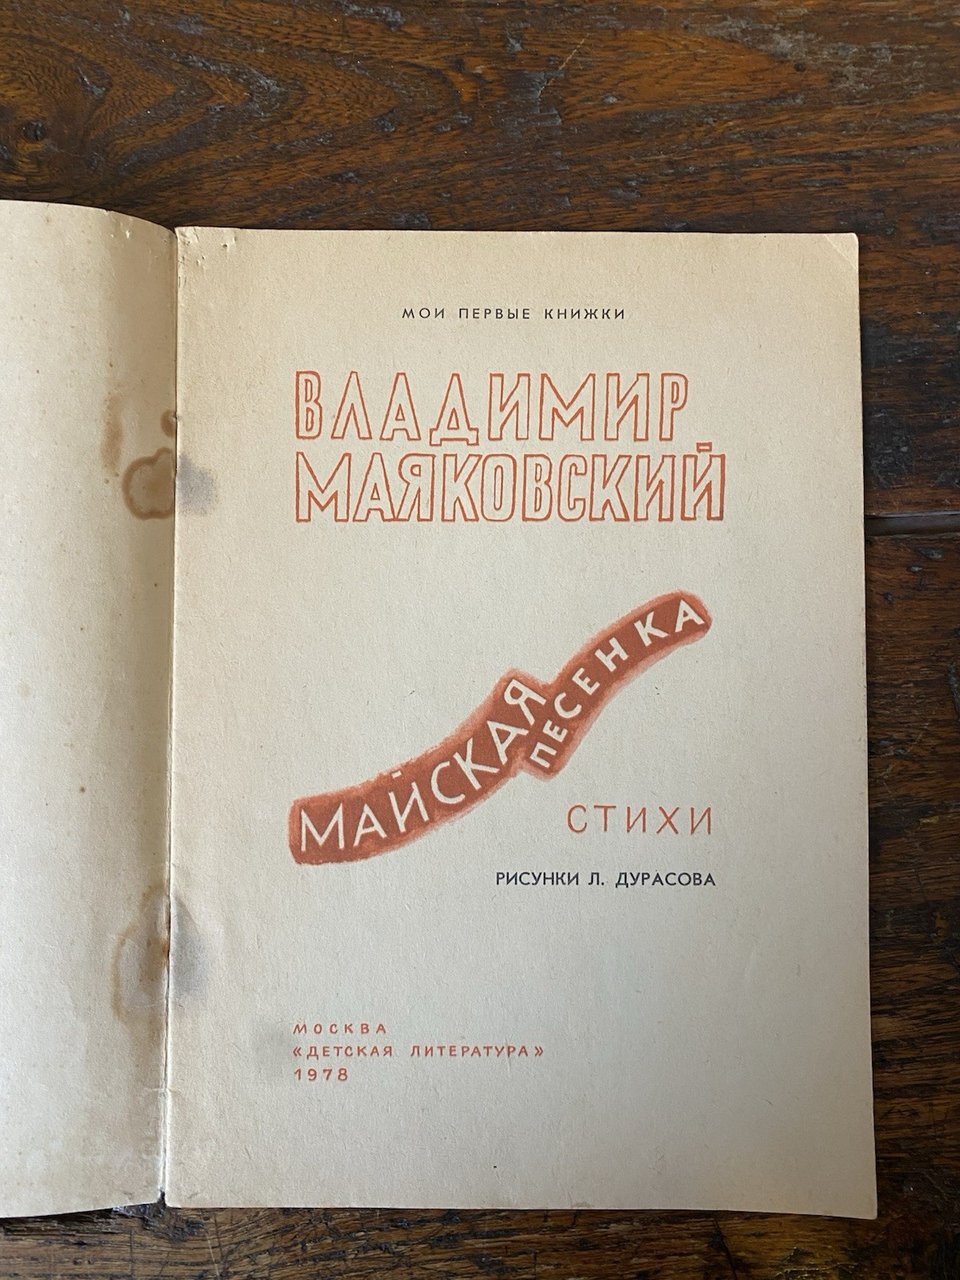 МОИ ПЕРВЫЕ КНИЖКИ
ВЛАДИМИР
МАЯКОВСКИЙ
МАЙСКАЯ
ПЕСЕНКА
СТИХИ
РИСУНКИ Л. ДУРАСОВА
МОСКВА
«ДЕТСКАЯ ЛИТЕРАТУРА»
1978